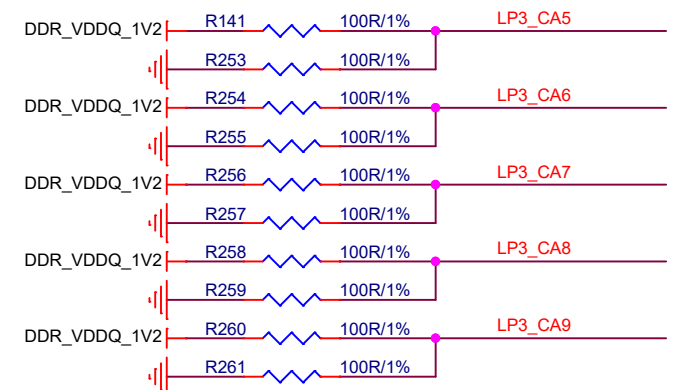 DDR_VDDQ_1V2 R141 100R/1% LP3_CA5
R253 100R/1%
DDR_VDDQ_1V2 R254 100R/1% LP3_CA6
R255 100R/1%
DDR_VDDQ_1V2 R256 100R/1% LP3_CA7
R257 100R/1%
DDR_VDDQ_1V2 R258 100R/1% LP3_CA8
R259 100R/1%
DDR_VDDQ_1V2 R260 100R/1% LP3_CA9
R261 100R/1%